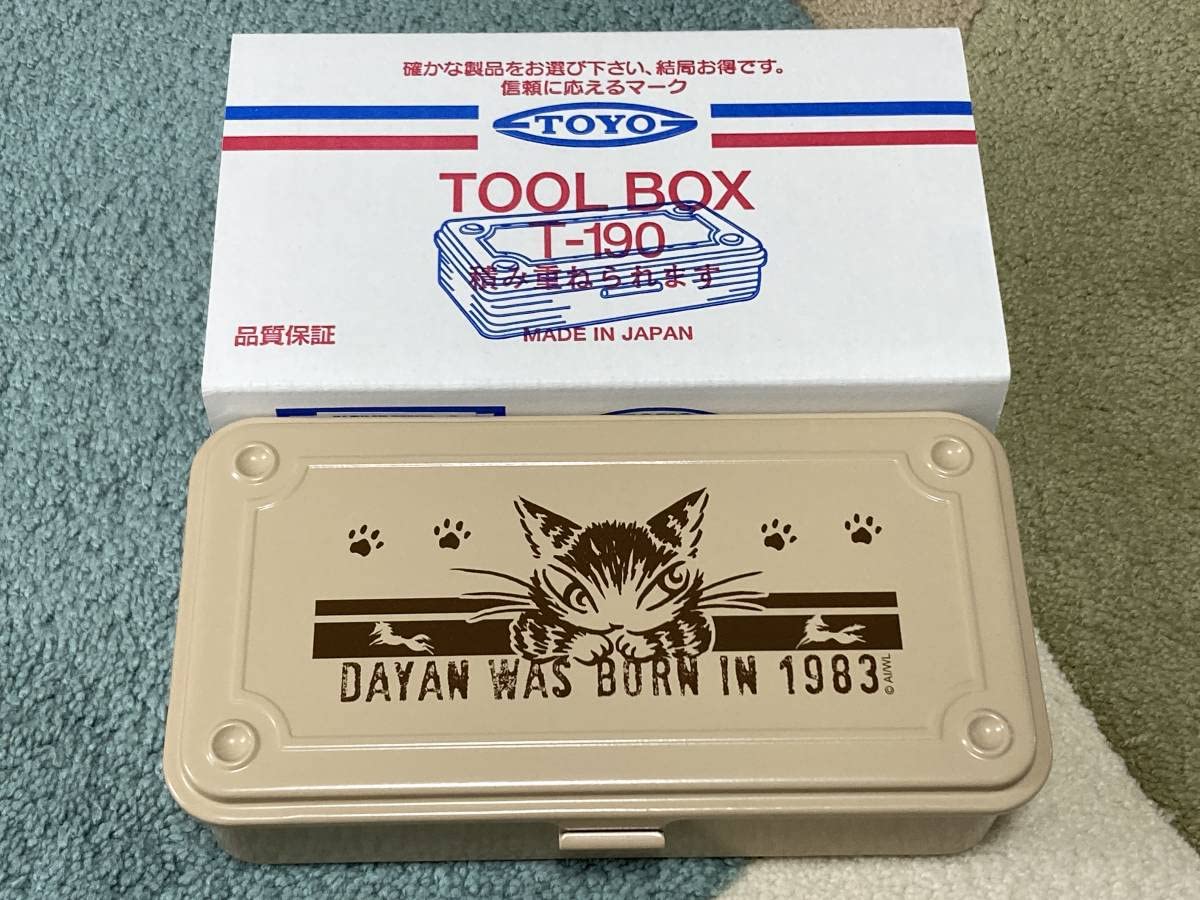 確かな製品をお選び下さい、結局お得です。
信頼に応えるマーク
TOYO
TOOL BOX
T-190
積み重ねられます
品質保証
MADE IN JAPAN
DAYAN WAS BORN IN 1983
© AI/WL